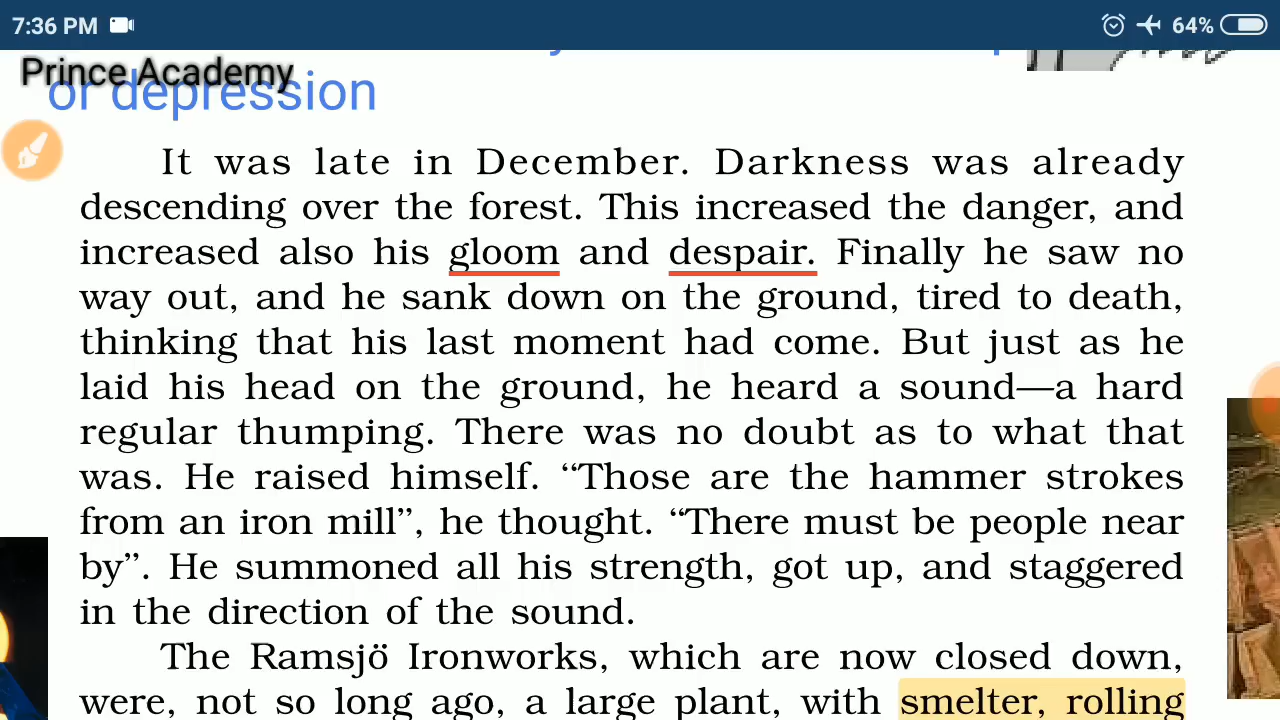 7:36 PM 64%
Prince Academy
or depression
It was late in December. Darkness was already
descending over the forest. This increased the danger, and
increased also his gloom and despair. Finally he saw no
way out, and he sank down on the ground, tired to death,
thinking that his last moment had come. But just as he
laid his head on the ground, he heard a sound—a hard
regular thumping. There was no doubt as to what that
was. He raised himself. “Those are the hammer strokes
from an iron mill”, he thought. “There must be people near
by”. He summoned all his strength, got up, and staggered
in the direction of the sound.
The Ramsjö Ironworks, which are now closed down,
were, not so long ago, a large plant, with smelter, rolling